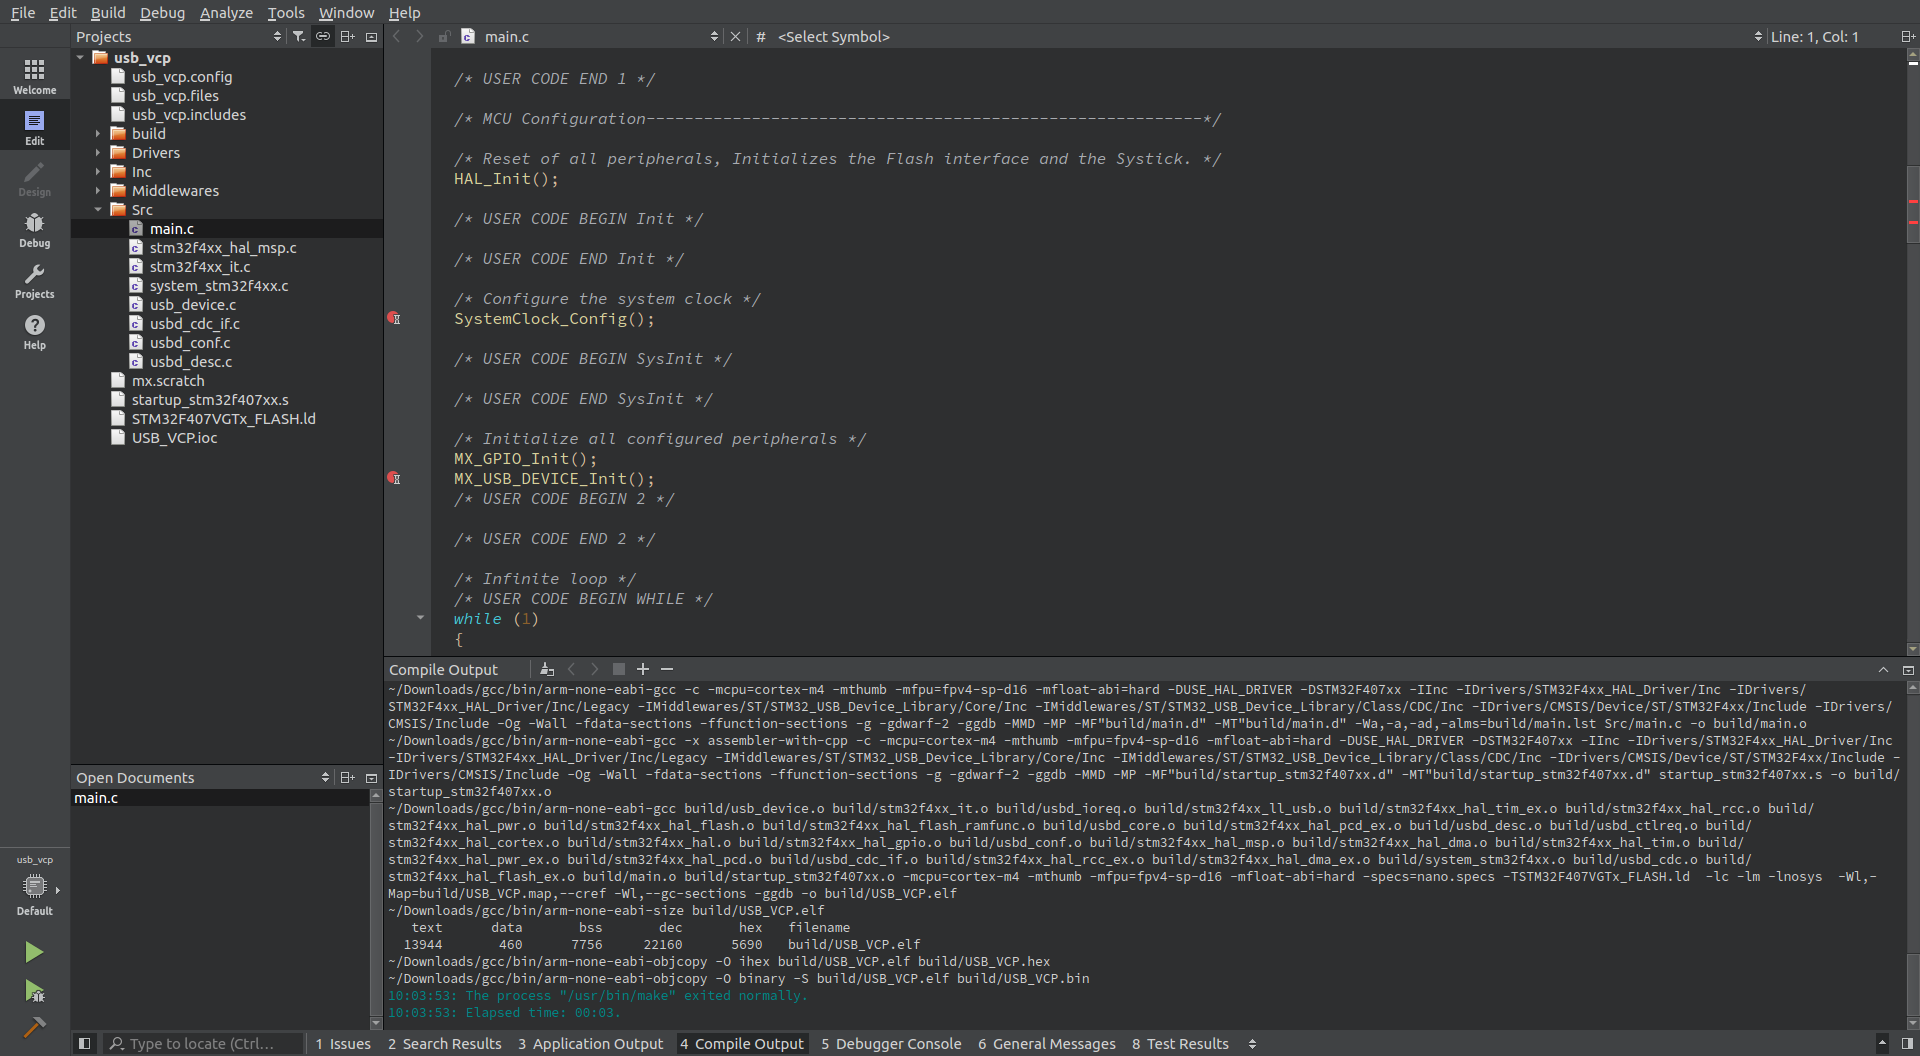 File Edit Build Debug Analyze Tools Window Help
Projects
main.c
# <Select Symbol>
Line: 1, Col: 1
Welcome
Edit
Design
Debug
Projects
Help
usb_vcp
usb_vcp.config
usb_vcp.files
usb_vcp.includes
build
Drivers
Inc
Middlewares
Src
main.c
stm32f4xx_hal_msp.c
stm32f4xx_it.c
system_stm32f4xx.c
usb_device.c
usbd_cdc_if.c
usbd_conf.c
usbd_desc.c
mx.scratch
startup_stm32f407xx.s
STM32F407VGTx_FLASH.ld
USB_VCP.ioc
/* USER CODE END 1 */
/* MCU Configuration----------------------------------------------------------*/
/* Reset of all peripherals, Initializes the Flash interface and the Systick. */
HAL_Init();
/* USER CODE BEGIN Init */
/* USER CODE END Init */
/* Configure the system clock */
SystemClock_Config();
/* USER CODE BEGIN SysInit */
/* USER CODE END SysInit */
/* Initialize all configured peripherals */
MX_GPIO_Init();
MX_USB_DEVICE_Init();
/* USER CODE BEGIN 2 */
/* USER CODE END 2 */
/* Infinite loop */
/* USER CODE BEGIN WHILE */
while (1)
{
Open Documents
main.c
usb_vcp
Default
Compile Output
~/Downloads/gcc/bin/arm-none-eabi-gcc -c -mcpu=cortex-m4 -mthumb -mfpu=fpv4-sp-d16 -mfloat-abi=hard -DUSE_HAL_DRIVER -DSTM32F407xx -IInc -IDrivers/STM32F4xx_HAL_Driver/Inc -IDrivers/
STM32F4xx_HAL_Driver/Inc/Legacy -IMiddlewares/ST/STM32_USB_Device_Library/Core/Inc -IMiddlewares/ST/STM32_USB_Device_Library/Class/CDC/Inc -IDrivers/CMSIS/Device/ST/STM32F4xx/Include -IDrivers/
CMSIS/Include -Og -Wall -fdata-sections -ffunction-sections -g -gdwarf-2 -ggdb -MMD -MP -MF"build/main.d" -MT"build/main.d" -Wa,-a,-ad,-alms=build/main.lst Src/main.c -o build/main.o
~/Downloads/gcc/bin/arm-none-eabi-gcc -x assembler-with-cpp -c -mcpu=cortex-m4 -mthumb -mfpu=fpv4-sp-d16 -mfloat-abi=hard -DUSE_HAL_DRIVER -DSTM32F407xx -IInc -IDrivers/STM32F4xx_HAL_Driver/Inc
-IDrivers/STM32F4xx_HAL_Driver/Inc/Legacy -IMiddlewares/ST/STM32_USB_Device_Library/Core/Inc -IMiddlewares/ST/STM32_USB_Device_Library/Class/CDC/Inc -IDrivers/CMSIS/Device/ST/STM32F4xx/Include -
IDrivers/CMSIS/Include -Og -Wall -fdata-sections -ffunction-sections -g -gdwarf-2 -ggdb -MMD -MP -MF"build/startup_stm32f407xx.d" -MT"build/startup_stm32f407xx.d" startup_stm32f407xx.s -o build/
startup_stm32f407xx.o
~/Downloads/gcc/bin/arm-none-eabi-gcc build/usb_device.o build/stm32f4xx_it.o build/usbd_ioreq.o build/stm32f4xx_ll_usb.o build/stm32f4xx_hal_tim_ex.o build/stm32f4xx_hal_rcc.o build/
stm32f4xx_hal_pwr.o build/stm32f4xx_hal_flash.o build/stm32f4xx_hal_flash_ramfunc.o build/usbd_core.o build/stm32f4xx_hal_pcd_ex.o build/usbd_desc.o build/usbd_ctlreq.o build/
stm32f4xx_hal_cortex.o build/stm32f4xx_hal.o build/stm32f4xx_hal_gpio.o build/usbd_conf.o build/stm32f4xx_hal_msp.o build/stm32f4xx_hal_dma.o build/stm32f4xx_hal_tim.o build/
stm32f4xx_hal_pwr_ex.o build/stm32f4xx_hal_pcd.o build/usbd_cdc_if.o build/stm32f4xx_hal_rcc_ex.o build/stm32f4xx_hal_dma_ex.o build/system_stm32f4xx.o build/usbd_cdc.o build/
stm32f4xx_hal_flash_ex.o build/main.o build/startup_stm32f407xx.o -mcpu=cortex-m4 -mthumb -mfpu=fpv4-sp-d16 -mfloat-abi=hard -specs=nano.specs -TSTM32F407VGTx_FLASH.ld  -lc -lm -lnosys  -Wl,-
Map=build/USB_VCP.map,--cref -Wl,--gc-sections -ggdb -o build/USB_VCP.elf
~/Downloads/gcc/bin/arm-none-eabi-size build/USB_VCP.elf
text data bss dec hex filename
13944 460 7756 22160 5690 build/USB_VCP.elf
~/Downloads/gcc/bin/arm-none-eabi-objcopy -O ihex build/USB_VCP.elf build/USB_VCP.hex
~/Downloads/gcc/bin/arm-none-eabi-objcopy -O binary -S build/USB_VCP.elf build/USB_VCP.bin
10:03:53: The process "/usr/bin/make" exited normally.
10:03:53: Elapsed time: 00:03.
Type to locate (Ctrl...
1 Issues 2 Search Results 3 Application Output 4 Compile Output 5 Debugger Console 6 General Messages 8 Test Results